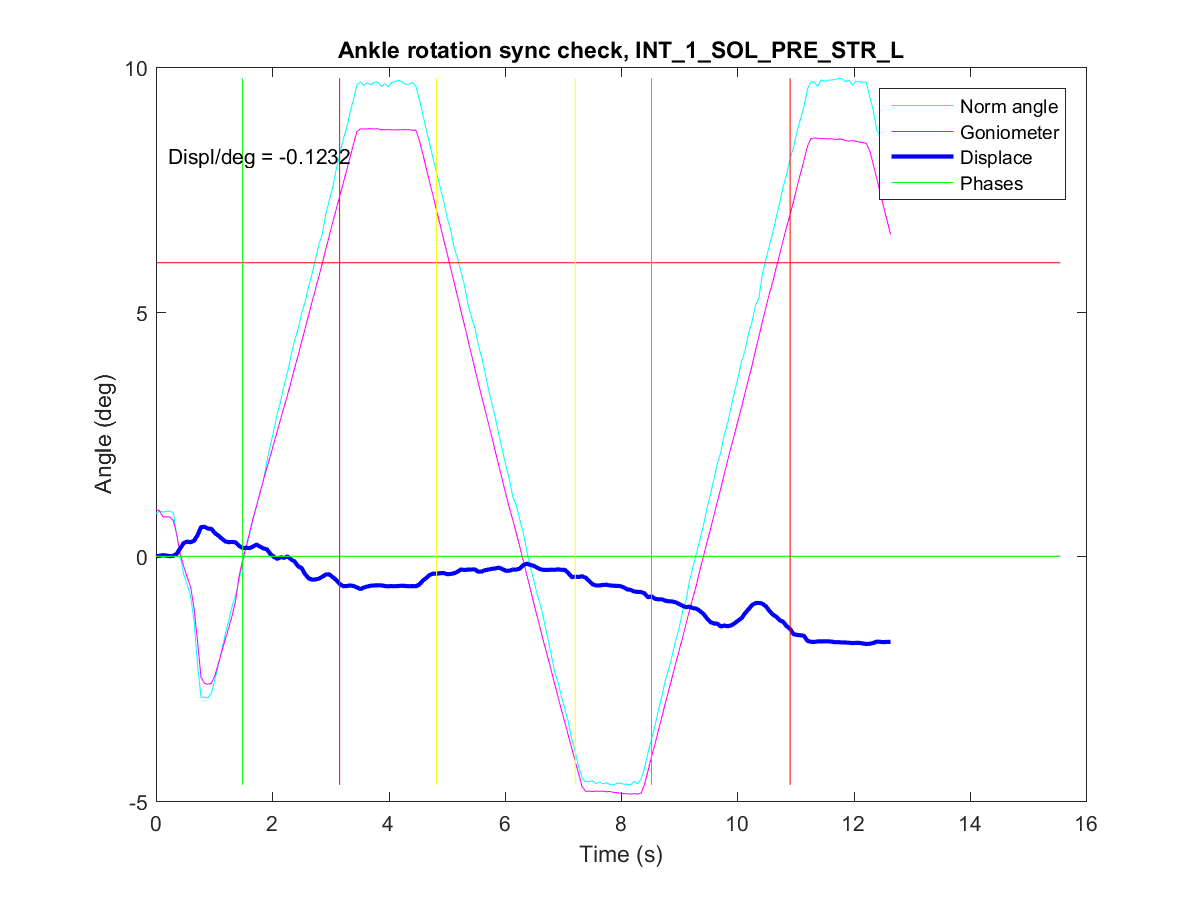 Ankle rotation sync check, INT_1_SOL_PRE_STR_L
10
Norm angle
Goniometer
Displace
Phases
Displ/deg = -0.1232
5
Angle (deg)
0
-5
0 2 4 6 8 10 12 14 16
Time (s)